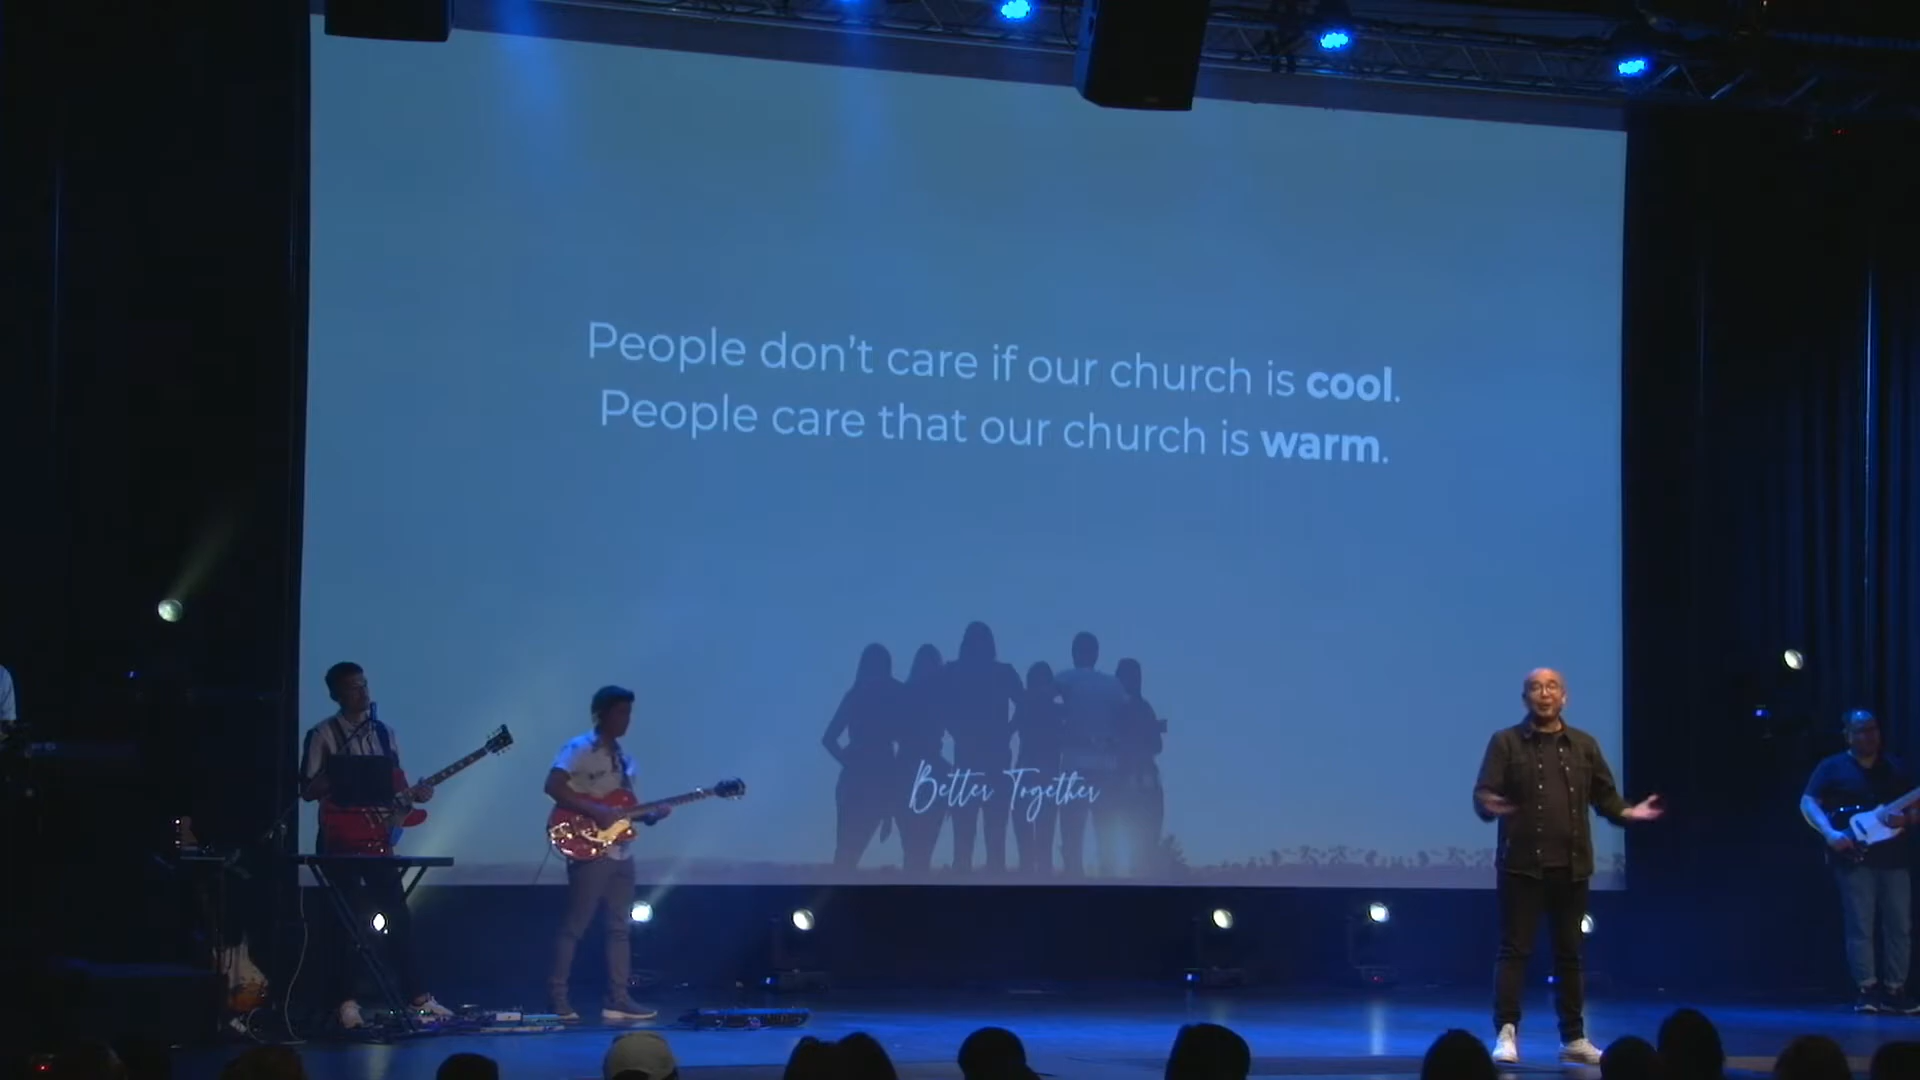 People don't care if our church is cool.
People care that our church is warm.
Better Together